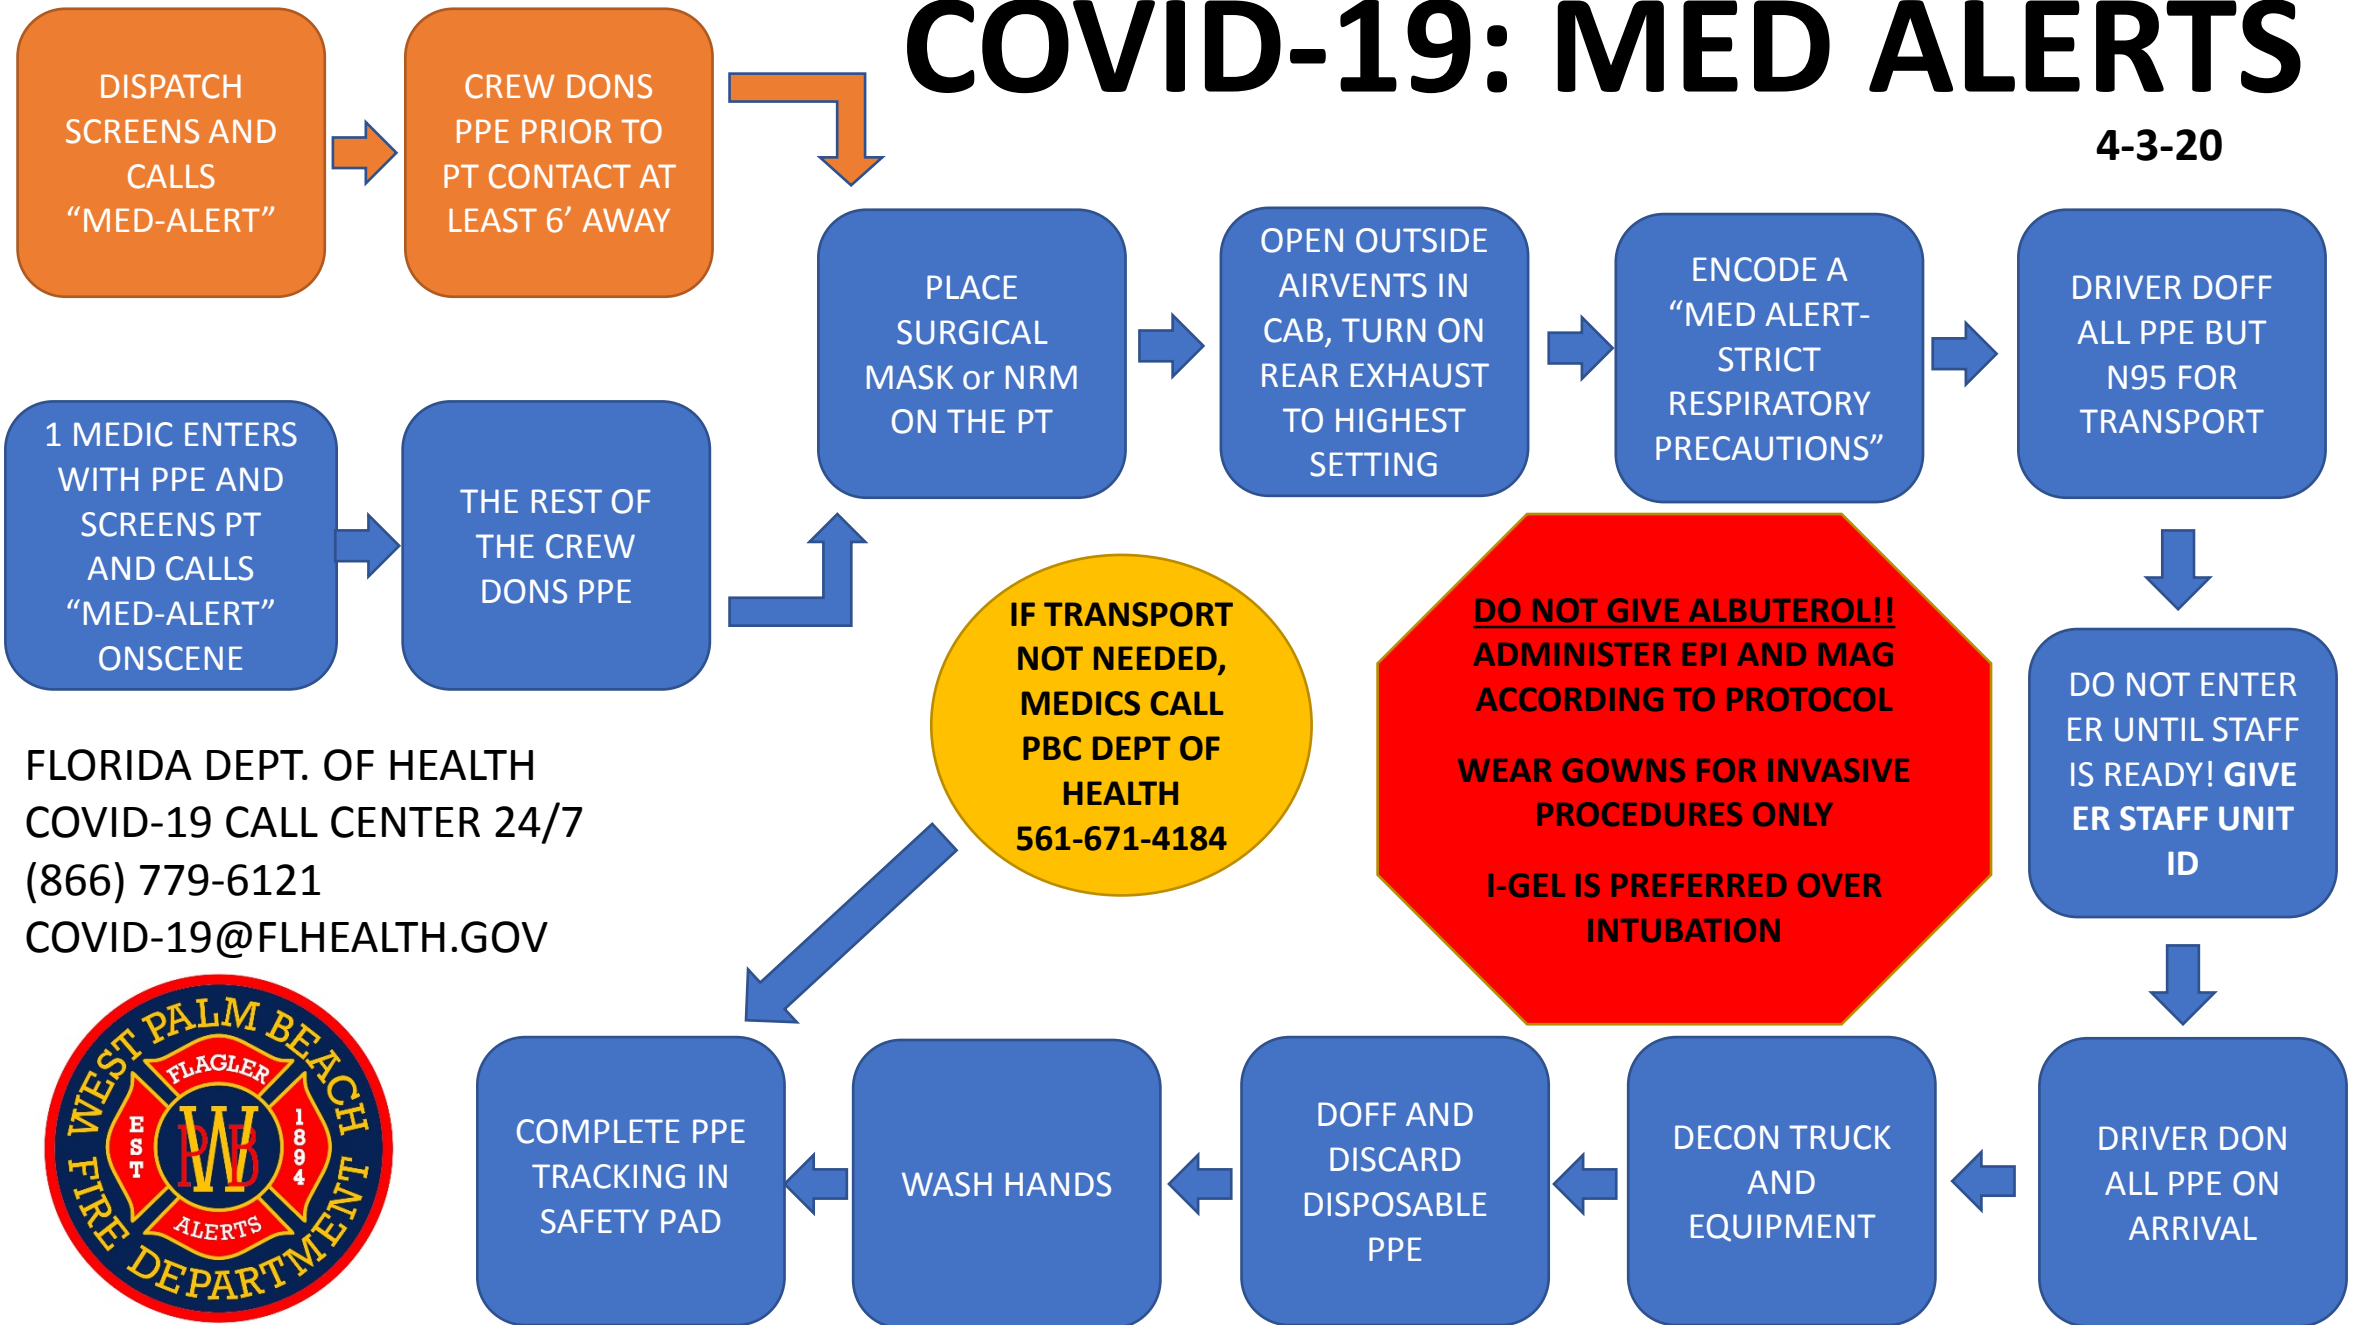 COVID-19: MED ALERTS
4-3-20
DISPATCH
SCREENS AND
CALLS
“MED-ALERT”
CREW DONS
PPE PRIOR TO
PT CONTACT AT
LEAST 6’ AWAY
1 MEDIC ENTERS
WITH PPE AND
SCREENS PT
AND CALLS
“MED-ALERT”
ONSCENE
THE REST OF
THE CREW
DONS PPE
PLACE
SURGICAL
MASK or NRM
ON THE PT
OPEN OUTSIDE
AIRVENTS IN
CAB, TURN ON
REAR EXHAUST
TO HIGHEST
SETTING
ENCODE A
“MED ALERT-
STRICT
RESPIRATORY
PRECAUTIONS”
DRIVER DOFF
ALL PPE BUT
N95 FOR
TRANSPORT
DO NOT ENTER
ER UNTIL STAFF
IS READY! GIVE
ER STAFF UNIT
ID
DRIVER DON
ALL PPE ON
ARRIVAL
DECON TRUCK
AND
EQUIPMENT
DOFF AND
DISCARD
DISPOSABLE
PPE
WASH HANDS
COMPLETE PPE
TRACKING IN
SAFETY PAD
IF TRANSPORT
NOT NEEDED,
MEDICS CALL
PBC DEPT OF
HEALTH
561-671-4184
DO NOT GIVE ALBUTEROL!!
ADMINISTER EPI AND MAG
ACCORDING TO PROTOCOL
WEAR GOWNS FOR INVASIVE
PROCEDURES ONLY
I-GEL IS PREFERRED OVER
INTUBATION
FLORIDA DEPT. OF HEALTH
COVID-19 CALL CENTER 24/7
(866) 779-6121
COVID-19@FLHEALTH.GOV
WEST PALM BEACH
FLAGLER
EST
WPB
1894
ALERTS
FIRE DEPARTMENT